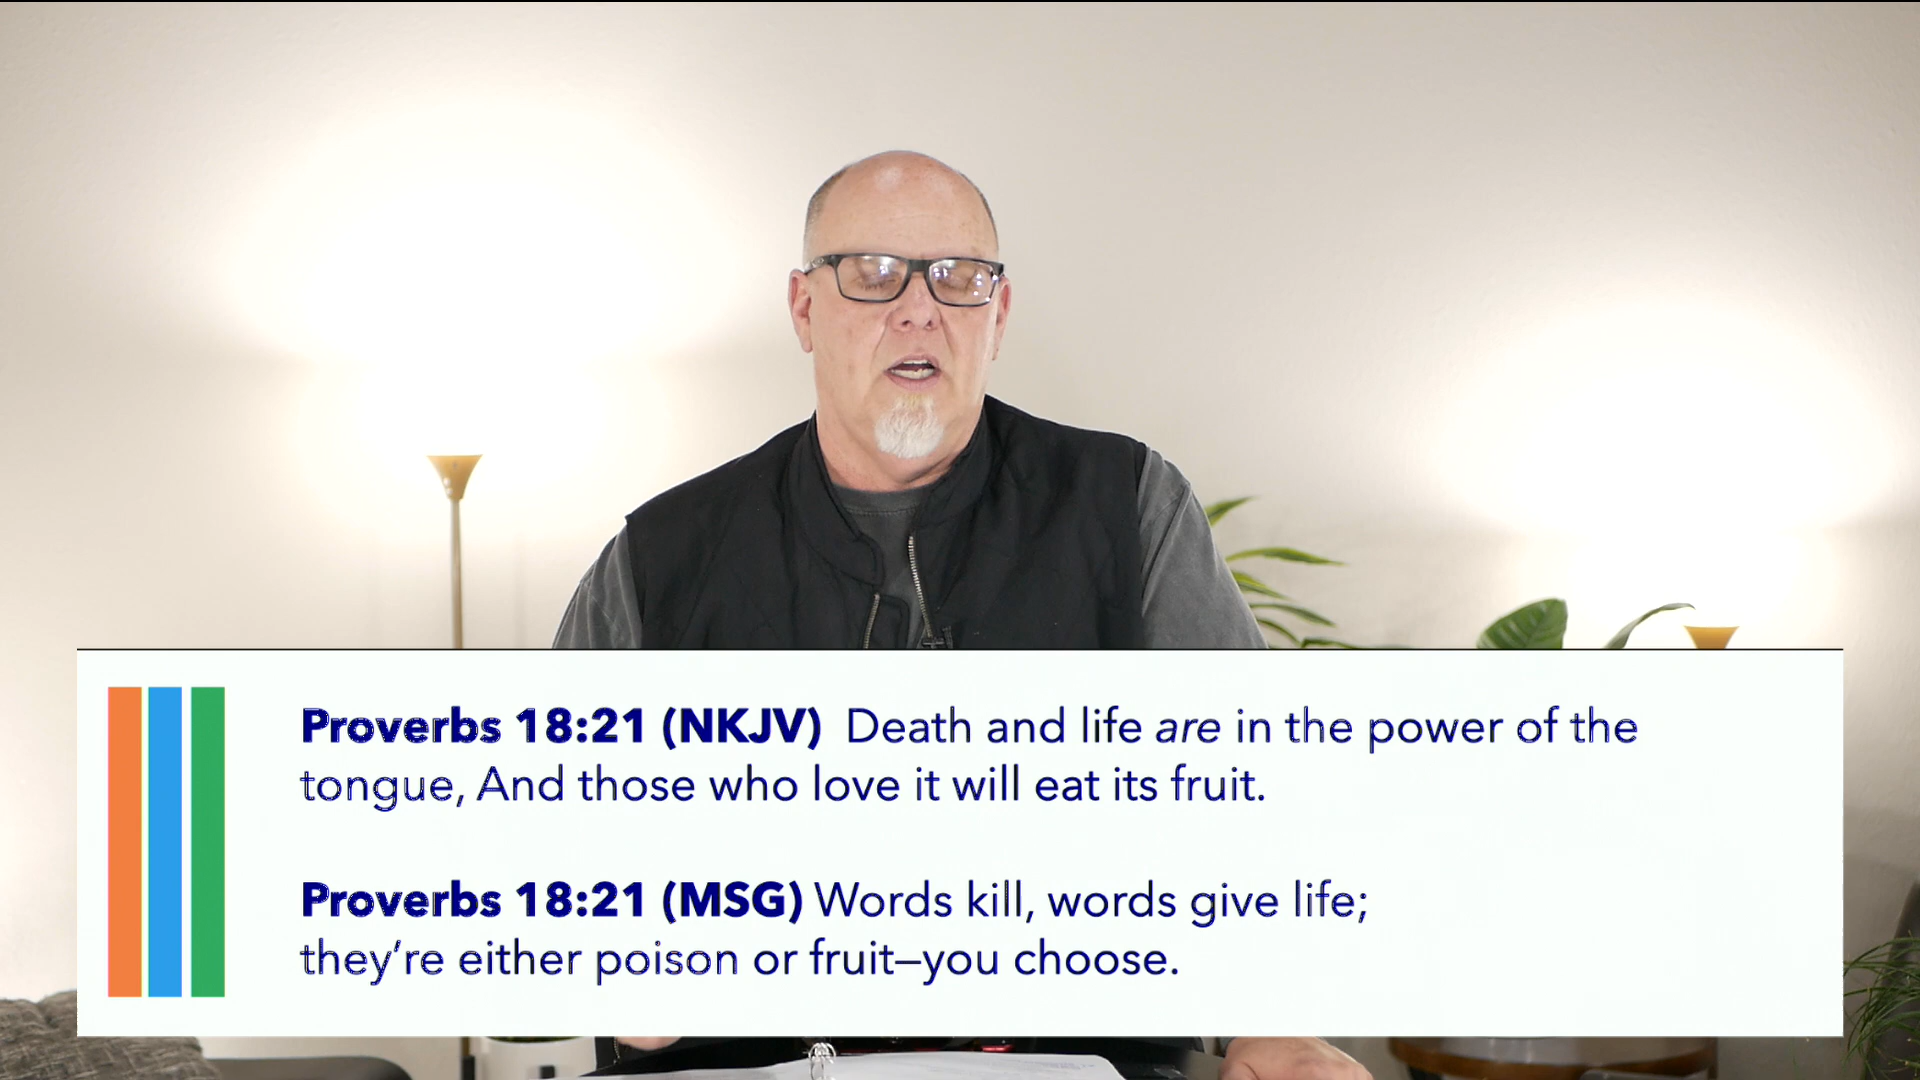 Proverbs 18:21 (NKJV) Death and life are in the power of the
tongue, And those who love it will eat its fruit.
Proverbs 18:21 (MSG) Words kill, words give life;
they're either poison or fruit–you choose.